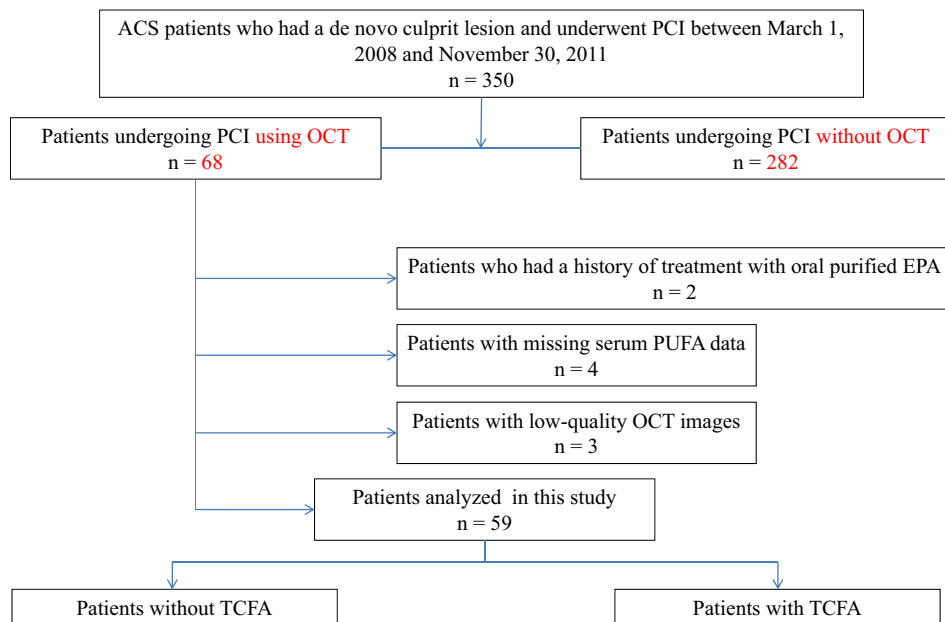 ACS patients who had a de novo culprit lesion and underwent PCI between March 1,
2008 and November 30, 2011
n = 350
Patients undergoing PCI using OCT
n = 68
Patients undergoing PCI without OCT
n = 282
Patients who had a history of treatment with oral purified EPA
n = 2
Patients with missing serum PUFA data
n = 4
Patients with low-quality OCT images
n = 3
Patients analyzed in this study
n = 59
Patients without TCFA
Patients with TCFA